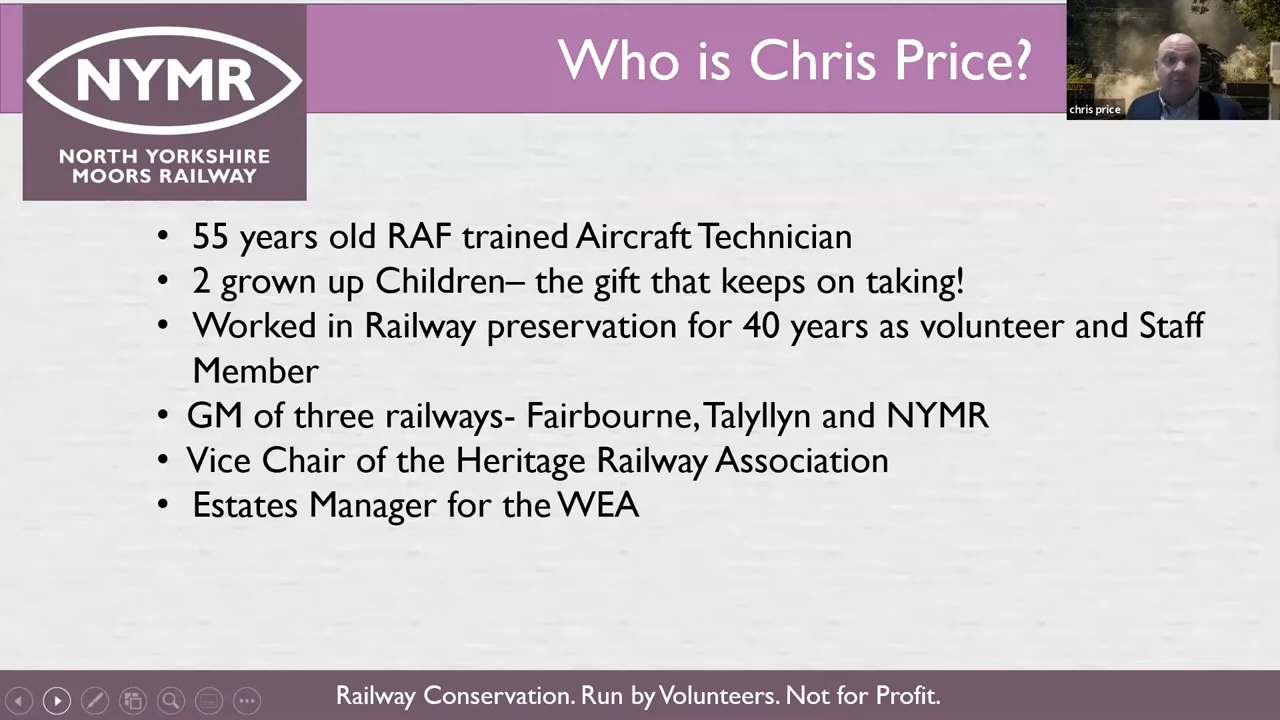 NYMR
NORTH YORKSHIRE
MOORS RAILWAY
Who is Chris Price?
chris price
• 55 years old RAF trained Aircraft Technician
• 2 grown up Children– the gift that keeps on taking!
• Worked in Railway preservation for 40 years as volunteer and Staff
Member
• GM of three railways- Fairbourne, Talyllyn and NYMR
• Vice Chair of the Heritage Railway Association
• Estates Manager for the WEA
Railway Conservation. Run by Volunteers. Not for Profit.